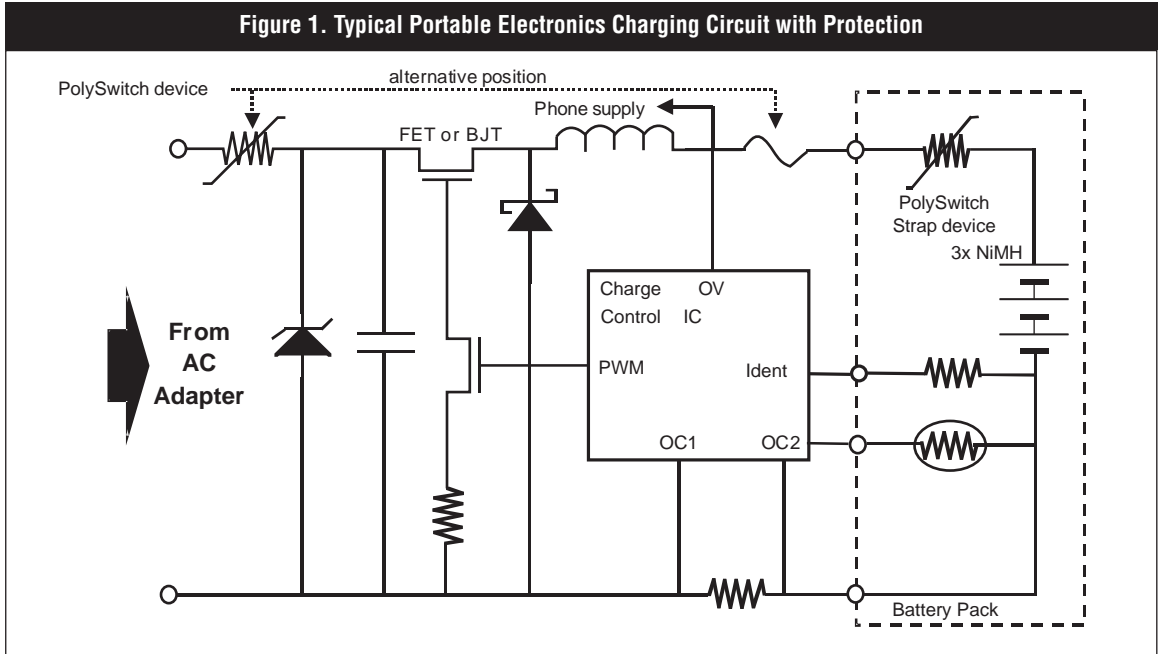 Figure 1. Typical Portable Electronics Charging Circuit with Protection
alternative position
PolySwitch device
Phone supply
FET or BJT
PolySwitch
Strap device
3x NiMH
Charge OV
Control IC
From
AC
Adapter
PWM
Ident
OC1 OC2
Battery Pack